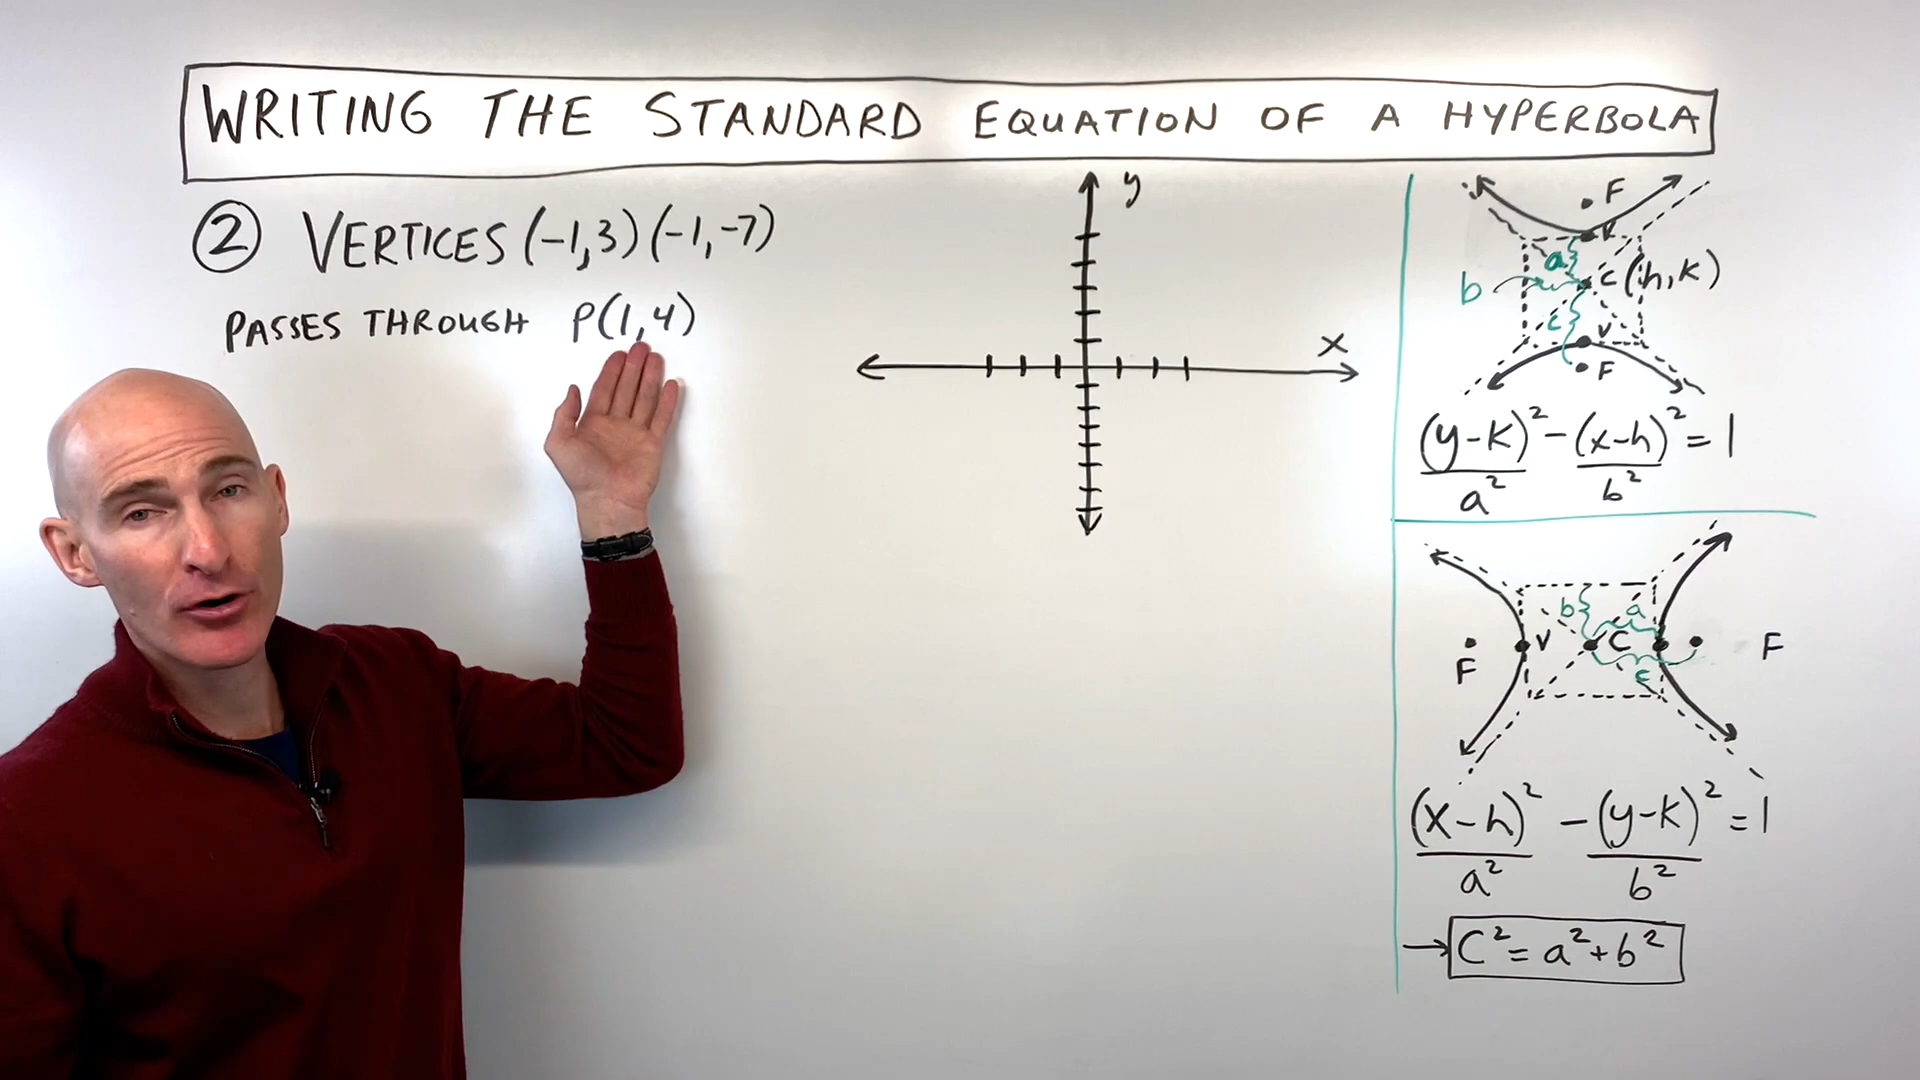 WRITING THE STANDARD EQUATION OF A HYPERBOLA
② VERTICES (-1,3) (-1,-7)
PASSES THROUGH P(1,4)
y
x
F
V
a
b
C (h,k)
c
V
F
(y-k)²/a² - (x-h)²/b² = 1
b
a
V
C
F
F
c
(x-h)²/a² - (y-k)²/b² = 1
→ C² = a² + b²